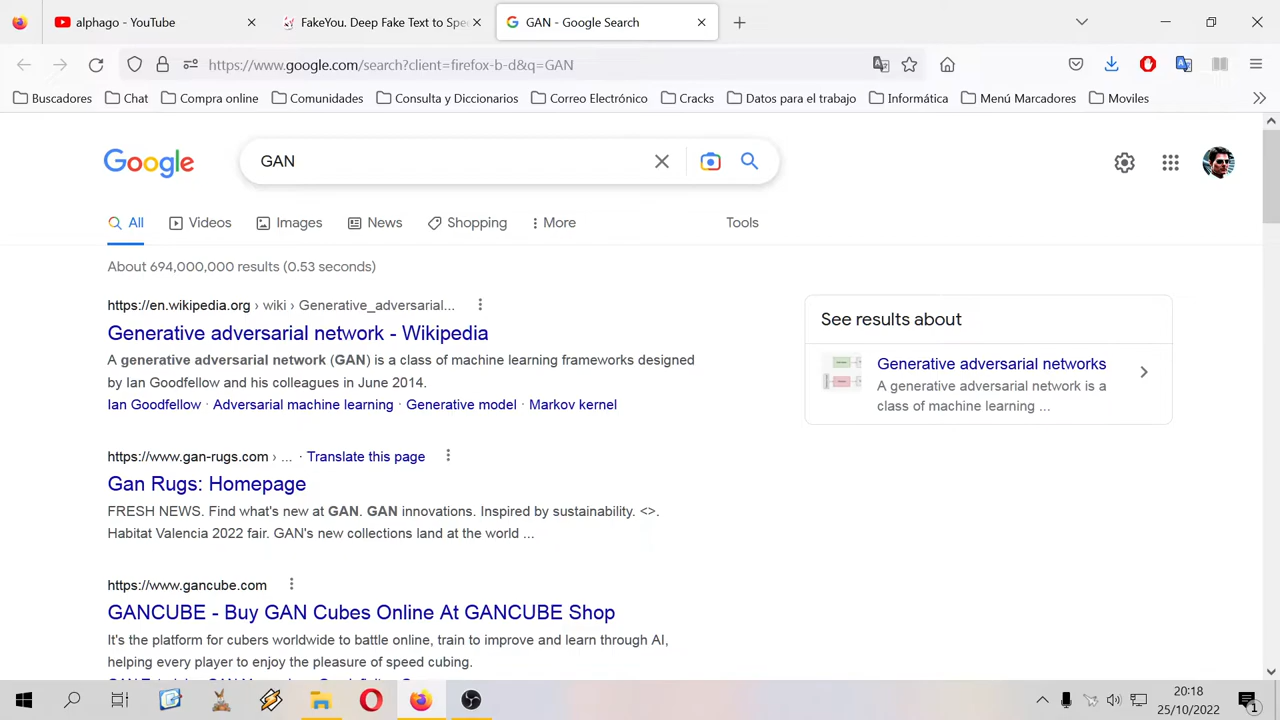 alphago - YouTube
FakeYou. Deep Fake Text to Spe
GAN - Google Search
https://www.google.com/search?client=firefox-b-d&q=GAN
Buscadores
Chat
Compra online
Comunidades
Consulta y Diccionarios
Correo Electrónico
Cracks
Datos para el trabajo
Informática
Menú Marcadores
Moviles
Google
GAN
All
Videos
Images
News
Shopping
More
Tools
About 694,000,000 results (0.53 seconds)
https://en.wikipedia.org › wiki › Generative_adversarial...
Generative adversarial network - Wikipedia
A generative adversarial network (GAN) is a class of machine learning frameworks designed
by Ian Goodfellow and his colleagues in June 2014.
Ian Goodfellow · Adversarial machine learning · Generative model · Markov kernel
See results about
Generative adversarial networks
A generative adversarial network is a
class of machine learning ...
https://www.gan-rugs.com › ... · Translate this page
Gan Rugs: Homepage
FRESH NEWS. Find what's new at GAN. GAN innovations. Inspired by sustainability. <>.
Habitat Valencia 2022 fair. GAN's new collections land at the world ...
https://www.gancube.com
GANCUBE - Buy GAN Cubes Online At GANCUBE Shop
It's the platform for cubers worldwide to battle online, train to improve and learn through AI,
helping every player to enjoy the pleasure of speed cubing.
20:18
25/10/2022
1